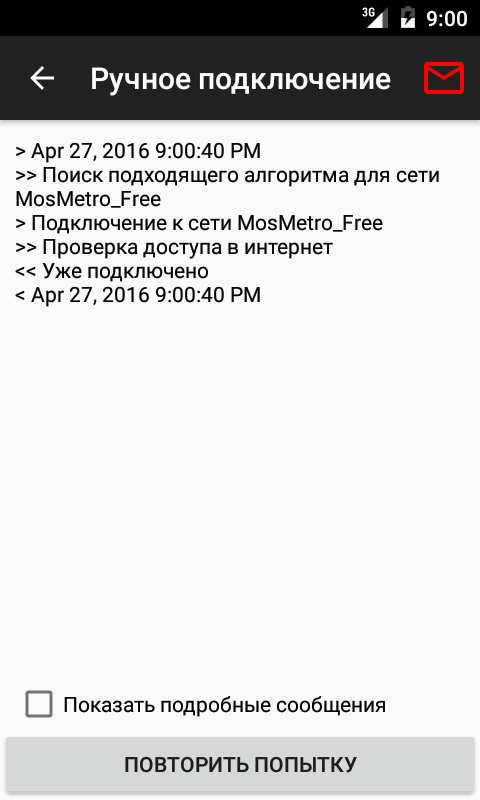 3G 9:00
Ручное подключение
> Apr 27, 2016 9:00:40 PM
>> Поиск подходящего алгоритма для сети
MosMetro_Free
> Подключение к сети MosMetro_Free
>> Проверка доступа в интернет
<< Уже подключено
< Apr 27, 2016 9:00:40 PM
Показать подробные сообщения
ПОВТОРИТЬ ПОПЫТКУ